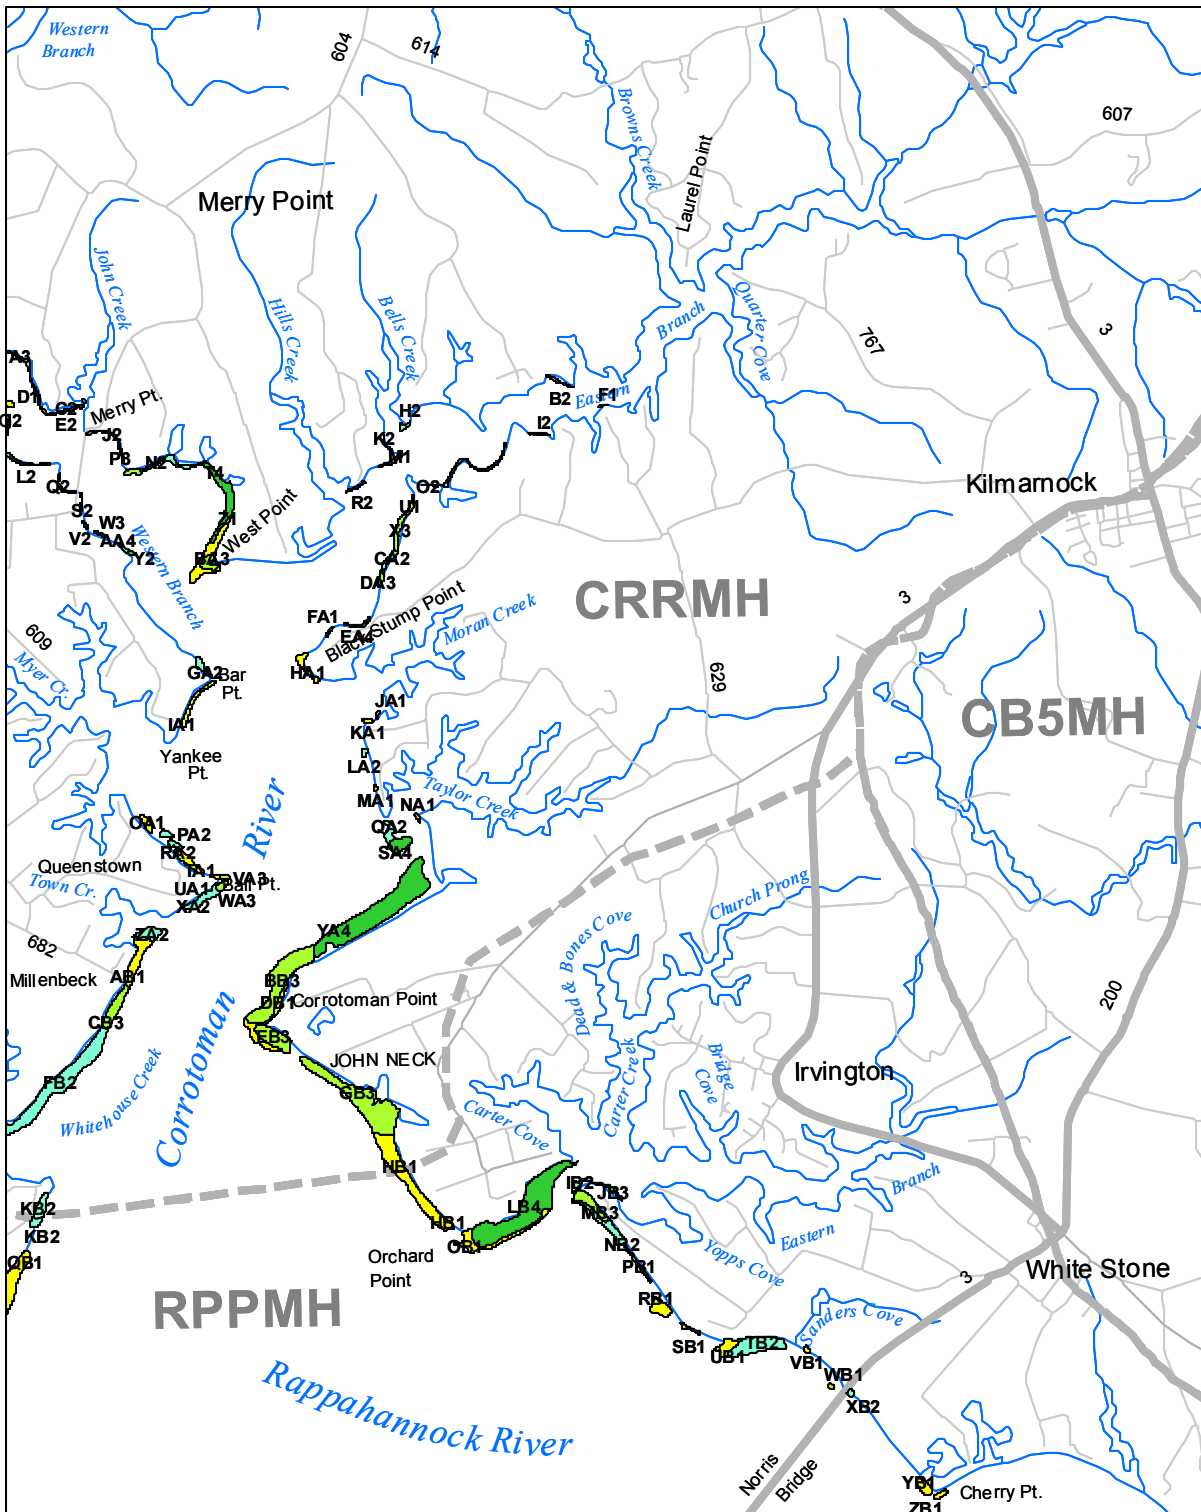 Western
Branch
604
614
Browns Creek
Laurel Point
607
Merry Point
John Creek
Hills Creek
Bells Creek
Branch
Quarter Cove
767
3
A3
D1
C2
E2
Merry Pt.
J2
P3
N2
I4
L2
Q2
S2
V2
W3
AA4
Y2
Z1
BA3
West Point
Western Branch
H2
K2
M1
R2
O2
U1
X3
CA2
DA3
B2
F1
Eastern
I2
Kilmarnock
CRRMH
3
FA1
EA4
Black Stump Point
Moran Creek
HA1
609
Myer Cr.
GA2
Bar
Pt.
IA1
Yankee
Pt.
629
CB5MH
JA1
KA1
LA2
MA1
NA1
Taylor Creek
QA2
SA4
River
OA1
PA2
RA2
TA1
Queenstown
UA1
VA3
Ball Pt.
WA3
XA2
Town Cr.
ZA2
682
Millenbeck
AB1
CB3
FB2
Whitehouse Creek
Corrotoman
YA4
BB3
DB1
Corrotoman Point
EB3
JOHN NECK
GB3
Church Prong
Dead & Bones Cove
Carter Creek
Bridge
Cove
Irvington
200
Carter Cove
HB1
HB1
Branch
Eastern
Yopps Cove
IB2
JB3
LB4
MB3
NB2
OB1
PB1
RB1
KB2
KB2
QB1
Orchard
Point
RPPMH
3
White Stone
Sanders Cove
SB1
UB1
TB2
VB1
WB1
XB2
Rappahannock River
Norris
Bridge
YB1
ZB1
Cherry Pt.